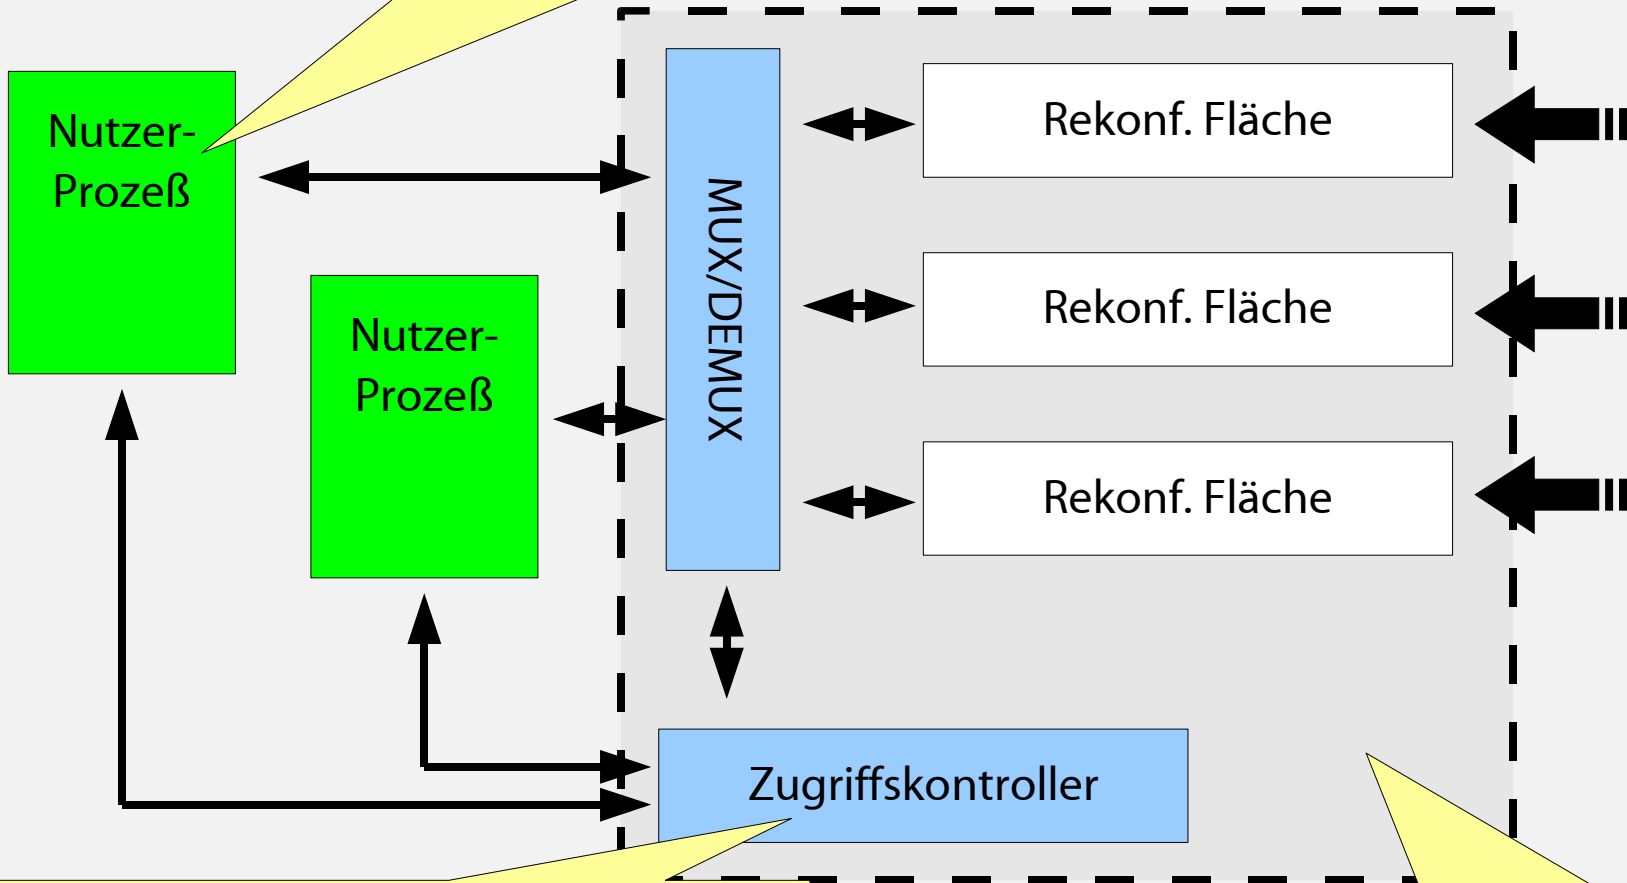 Nutzer-
Prozeß
Nutzer-
Prozeß
MUX/DEMUX
Rekonf. Fläche
Rekonf. Fläche
Rekonf. Fläche
Zugriffskontroller